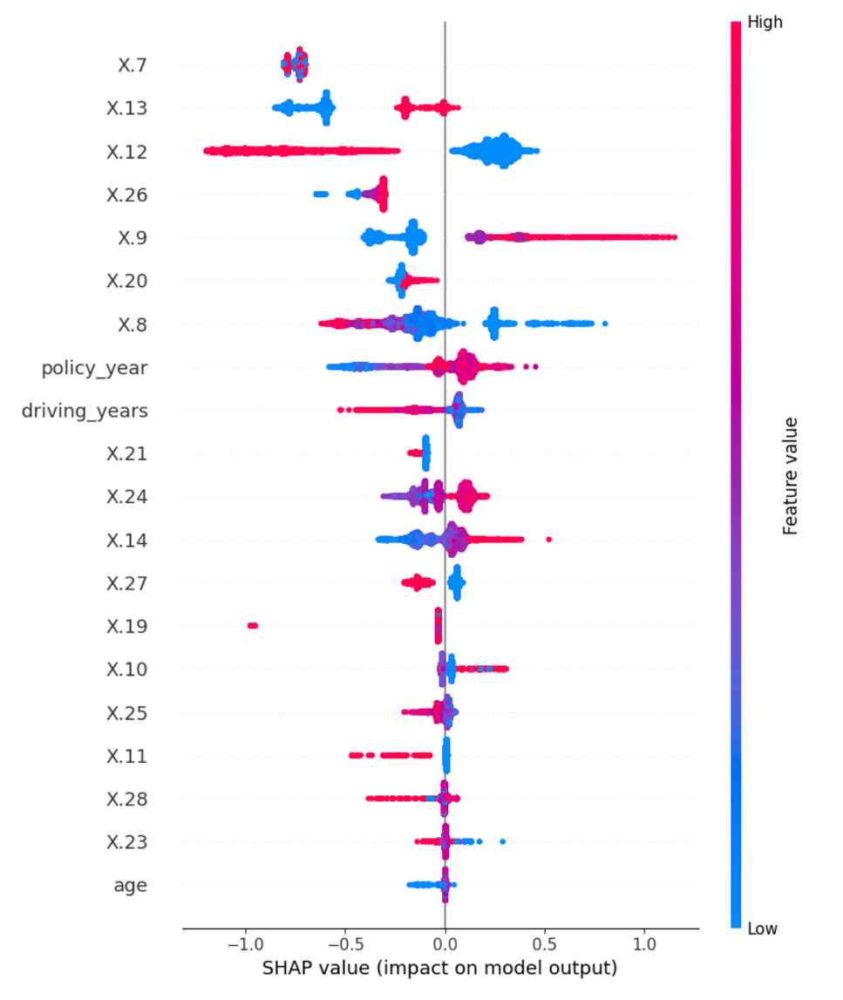 High
X.7
X.13
X.12
X.26
X.9
X.20
X.8
policy_year
driving_years
X.21
X.24
X.14
X.27
X.19
X.10
X.25
X.11
X.28
X.23
age
Feature value
Low
−1.0 −0.5 0.0 0.5 1.0
SHAP value (impact on model output)